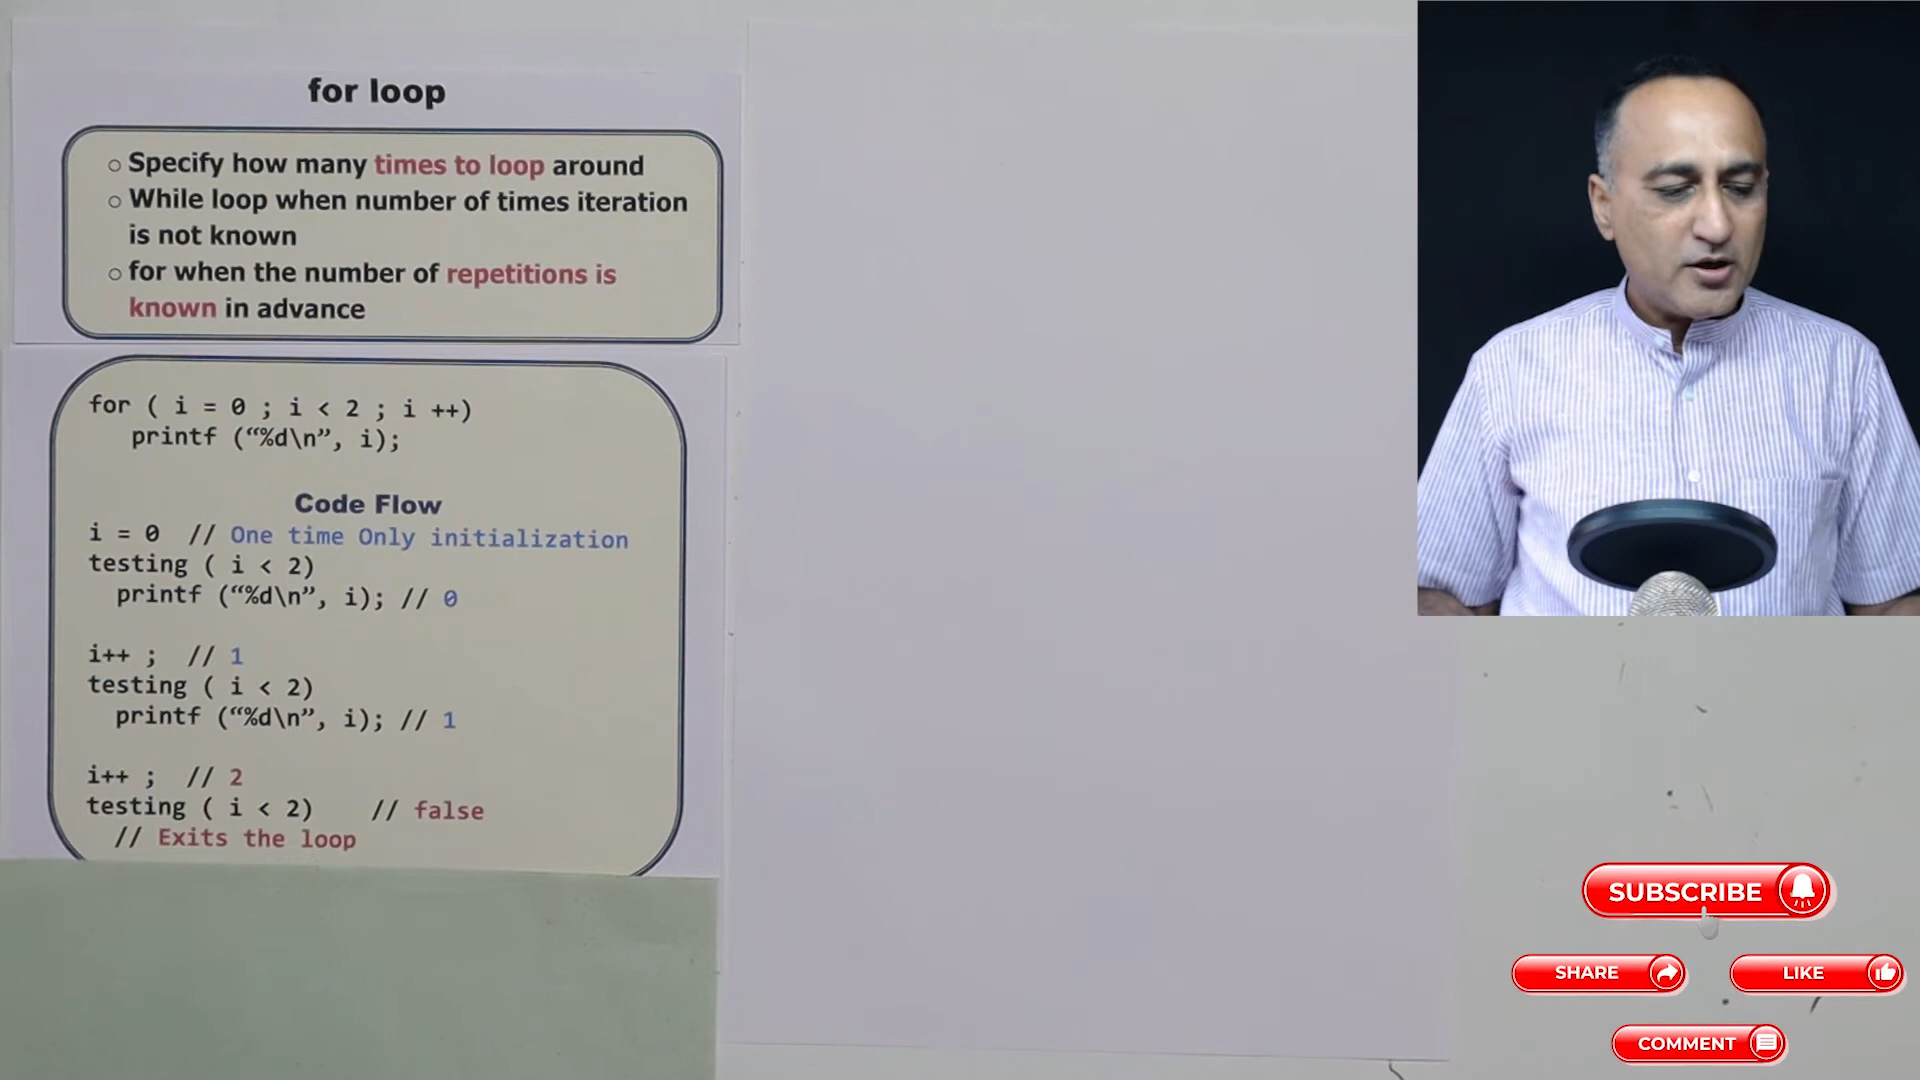 for loop
○ Specify how many times to loop around
○ While loop when number of times iteration
is not known
○ for when the number of repetitions is
known in advance
for ( i = 0 ; i < 2 ; i ++)
printf (“%d\n”, i);
Code Flow
i = 0 // One time Only initialization
testing ( i < 2)
printf (“%d\n”, i); // 0
i++ ; // 1
testing ( i < 2)
printf (“%d\n”, i); // 1
i++ ; // 2
testing ( i < 2) // false
// Exits the loop
SUBSCRIBE
SHARE
LIKE
COMMENT